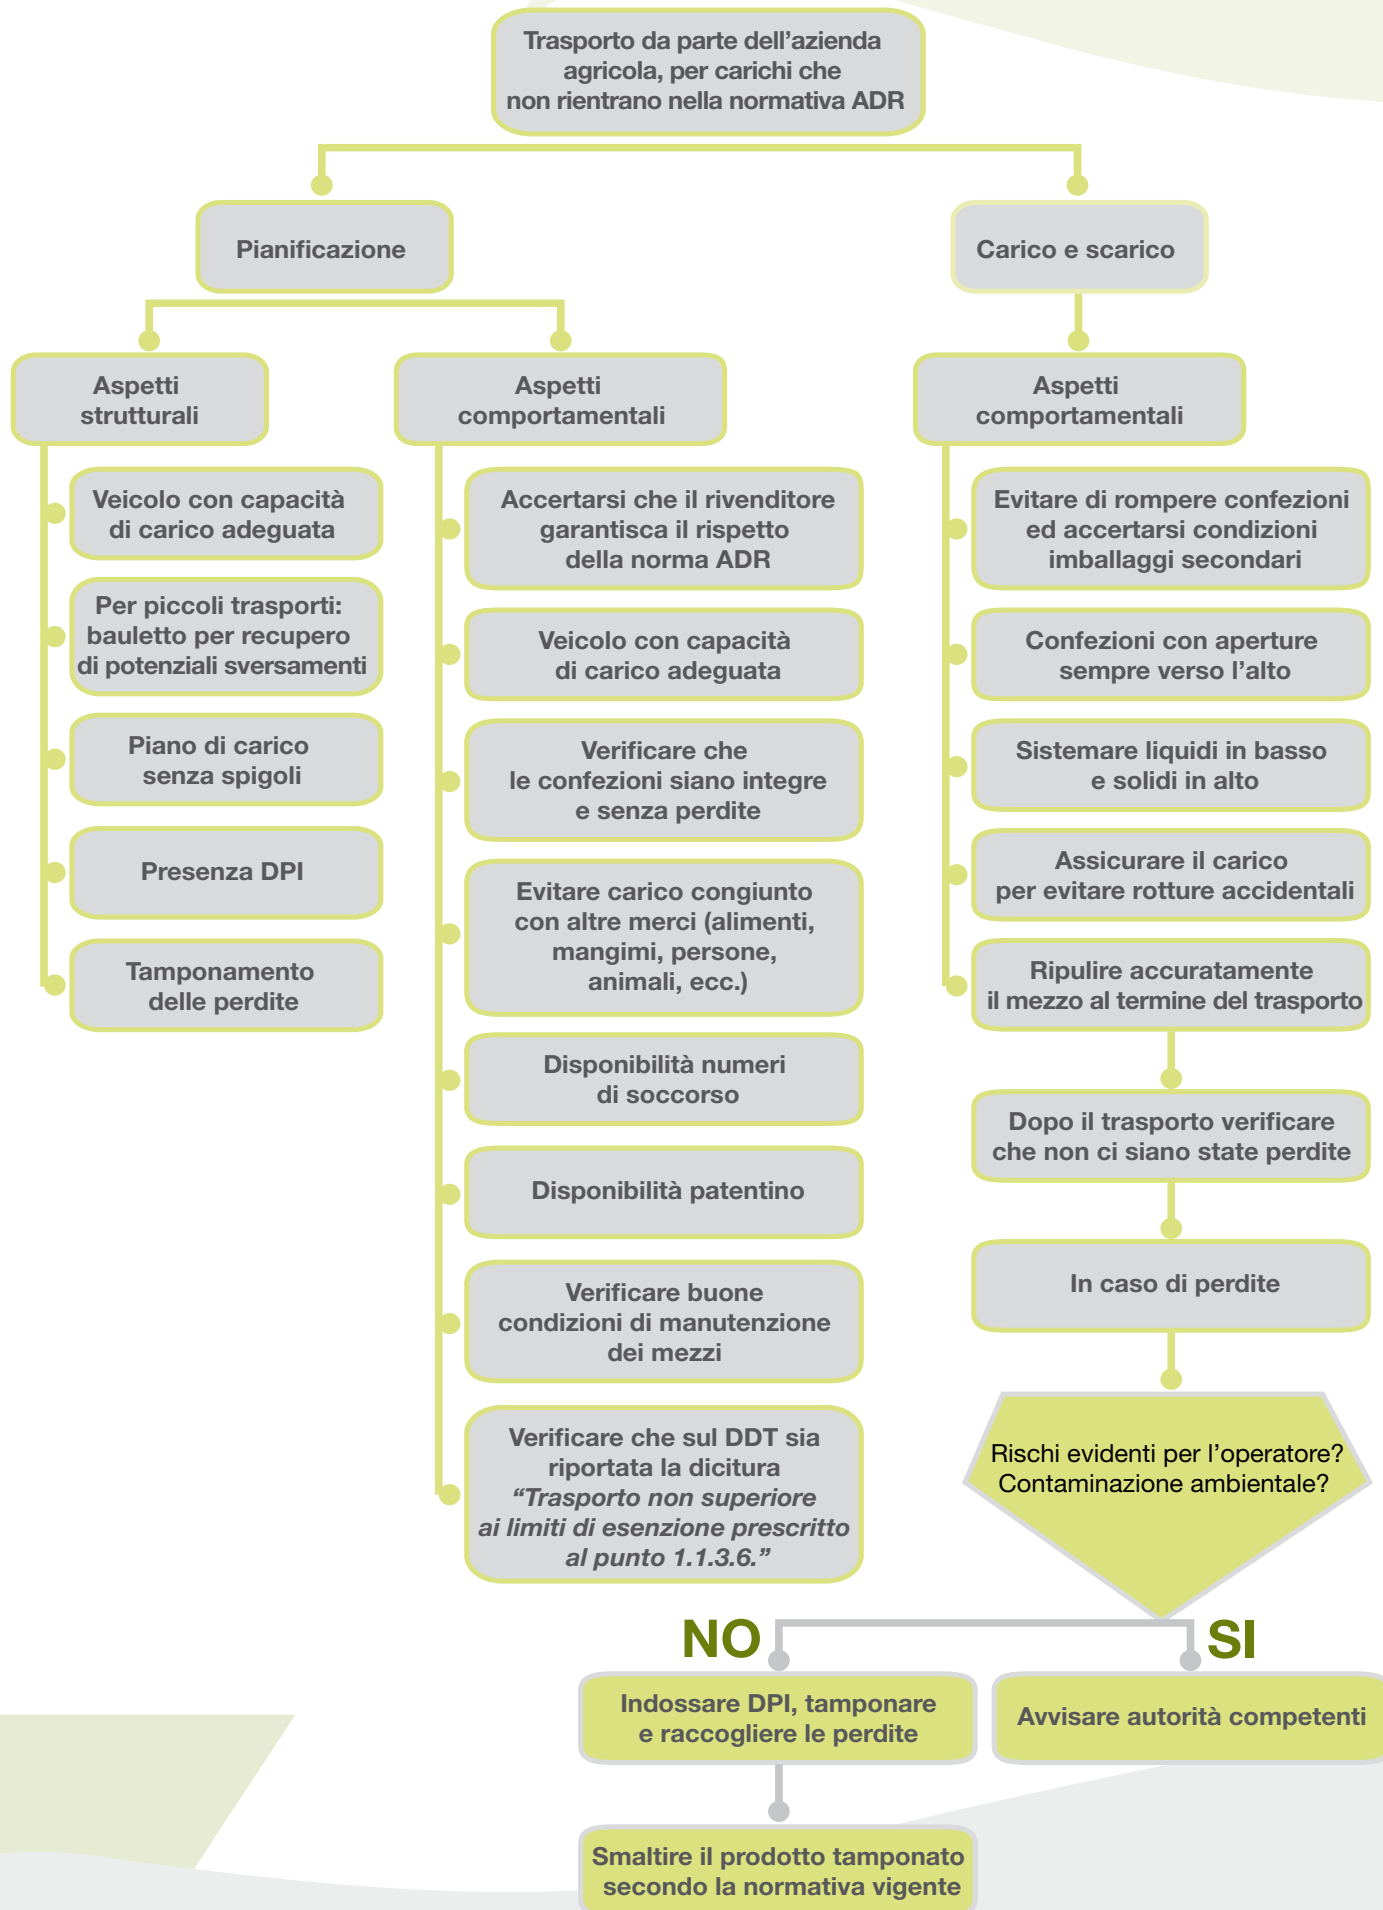 Trasporto da parte dell'azienda
agricola, per carichi che
non rientrano nella normativa ADR
Pianificazione
Carico e scarico
Aspetti
strutturali
Aspetti
comportamentali
Aspetti
comportamentali
Veicolo con capacità
di carico adeguata
Per piccoli trasporti:
bauletto per recupero
di potenziali sversamenti
Piano di carico
senza spigoli
Presenza DPI
Tamponamento
delle perdite
Accertarsi che il rivenditore
garantisca il rispetto
della norma ADR
Veicolo con capacità
di carico adeguata
Verificare che
le confezioni siano integre
e senza perdite
Evitare carico congiunto
con altre merci (alimenti,
mangimi, persone,
animali, ecc.)
Disponibilità numeri
di soccorso
Disponibilità patentino
Verificare buone
condizioni di manutenzione
dei mezzi
Verificare che sul DDT sia
riportata la dicitura
“Trasporto non superiore
ai limiti di esenzione prescritto
al punto 1.1.3.6.”
Evitare di rompere confezioni
ed accertarsi condizioni
imballaggi secondari
Confezioni con aperture
sempre verso l'alto
Sistemare liquidi in basso
e solidi in alto
Assicurare il carico
per evitare rotture accidentali
Ripulire accuratamente
il mezzo al termine del trasporto
Dopo il trasporto verificare
che non ci siano state perdite
In caso di perdite
Rischi evidenti per l'operatore?
Contaminazione ambientale?
NO
SI
Indossare DPI, tamponare
e raccogliere le perdite
Avvisare autorità competenti
Smaltire il prodotto tamponato
secondo la normativa vigente